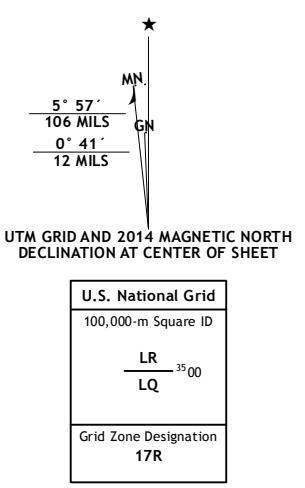 ★
MN
5° 57´
106 MILS
GN
0° 41´
12 MILS
UTM GRID AND 2014 MAGNETIC NORTH
DECLINATION AT CENTER OF SHEET
U.S. National Grid
100,000-m Square ID
LR
3500
LQ
Grid Zone Designation
17R